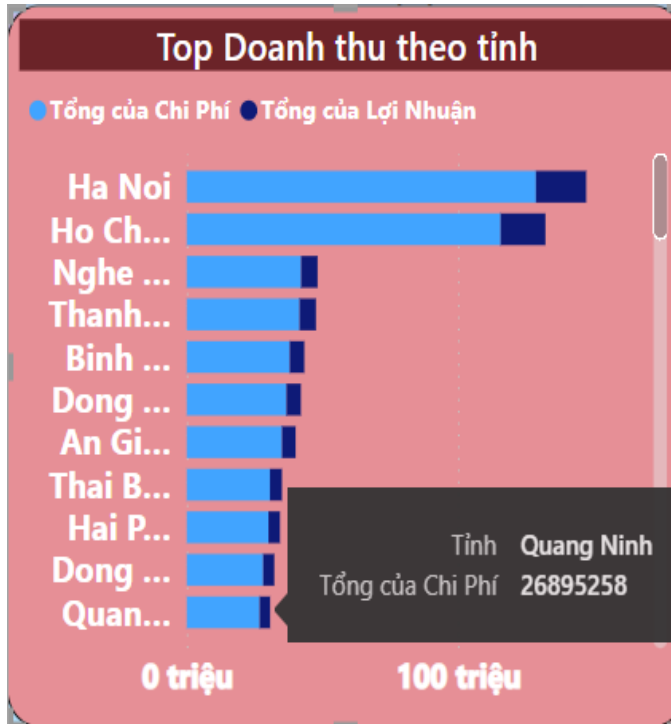 Top Doanh thu theo tỉnh
Tổng của Chi Phí Tổng của Lợi Nhuận
Ha Noi
Ho Ch...
Nghe ...
Thanh...
Binh ...
Dong ...
An Gi...
Thai B...
Hai P...
Dong ...
Quan...
Tỉnh Quang Ninh
Tổng của Chi Phí 26895258
0 triệu 100 triệu